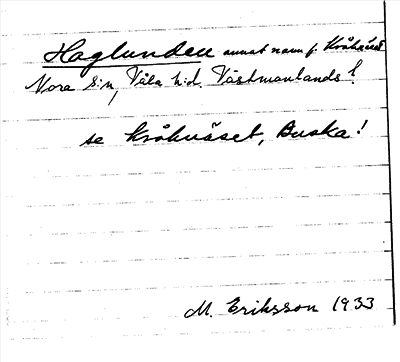 Haglunden annat namn f. Kråknäset
Nora S:n, Våla h:d. Västmanlands l.
se Kråknäset, Buska!
M. Eriksson 1933